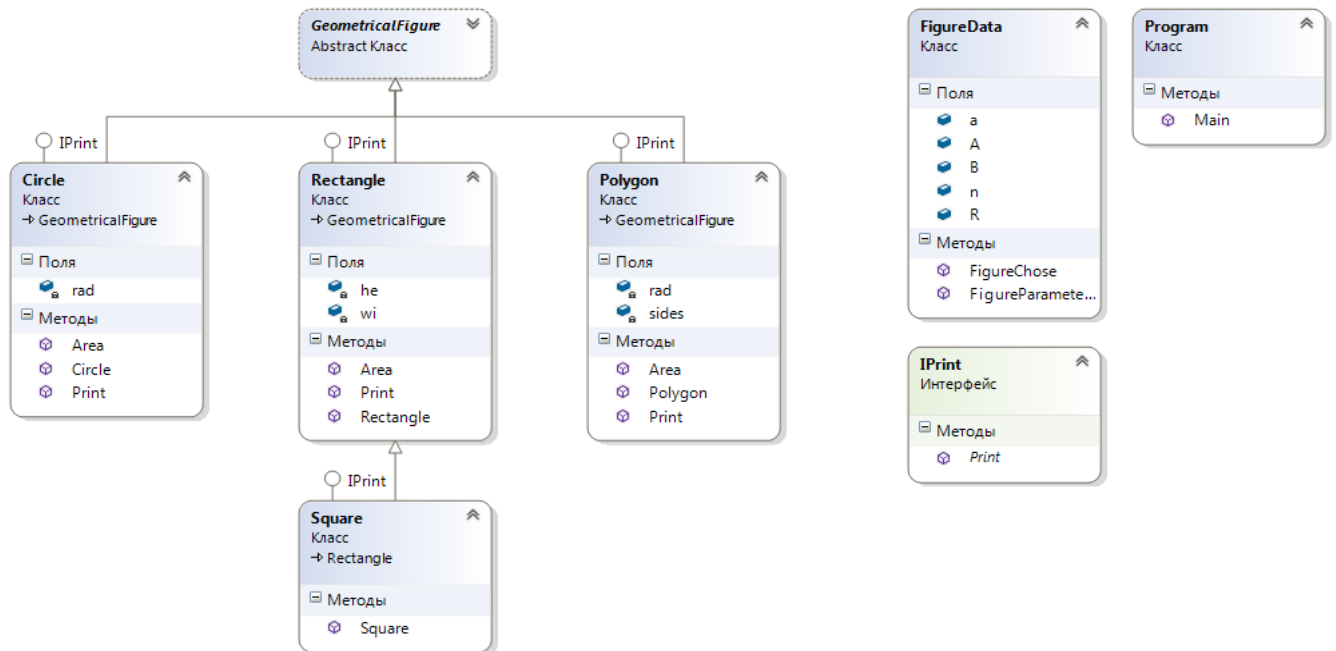 GeometricalFigure
Abstract Класс
IPrint
Circle
Класс
GeometricalFigure
Поля
rad
Методы
Area
Circle
Print
IPrint
Rectangle
Класс
GeometricalFigure
Поля
he
wi
Методы
Area
Print
Rectangle
IPrint
Polygon
Класс
GeometricalFigure
Поля
rad
sides
Методы
Area
Polygon
Print
IPrint
Square
Класс
Rectangle
Методы
Square
FigureData
Класс
Поля
a
A
B
n
R
Методы
FigureChose
FigureParamete...
Program
Класс
Методы
Main
IPrint
Интерфейс
Методы
Print